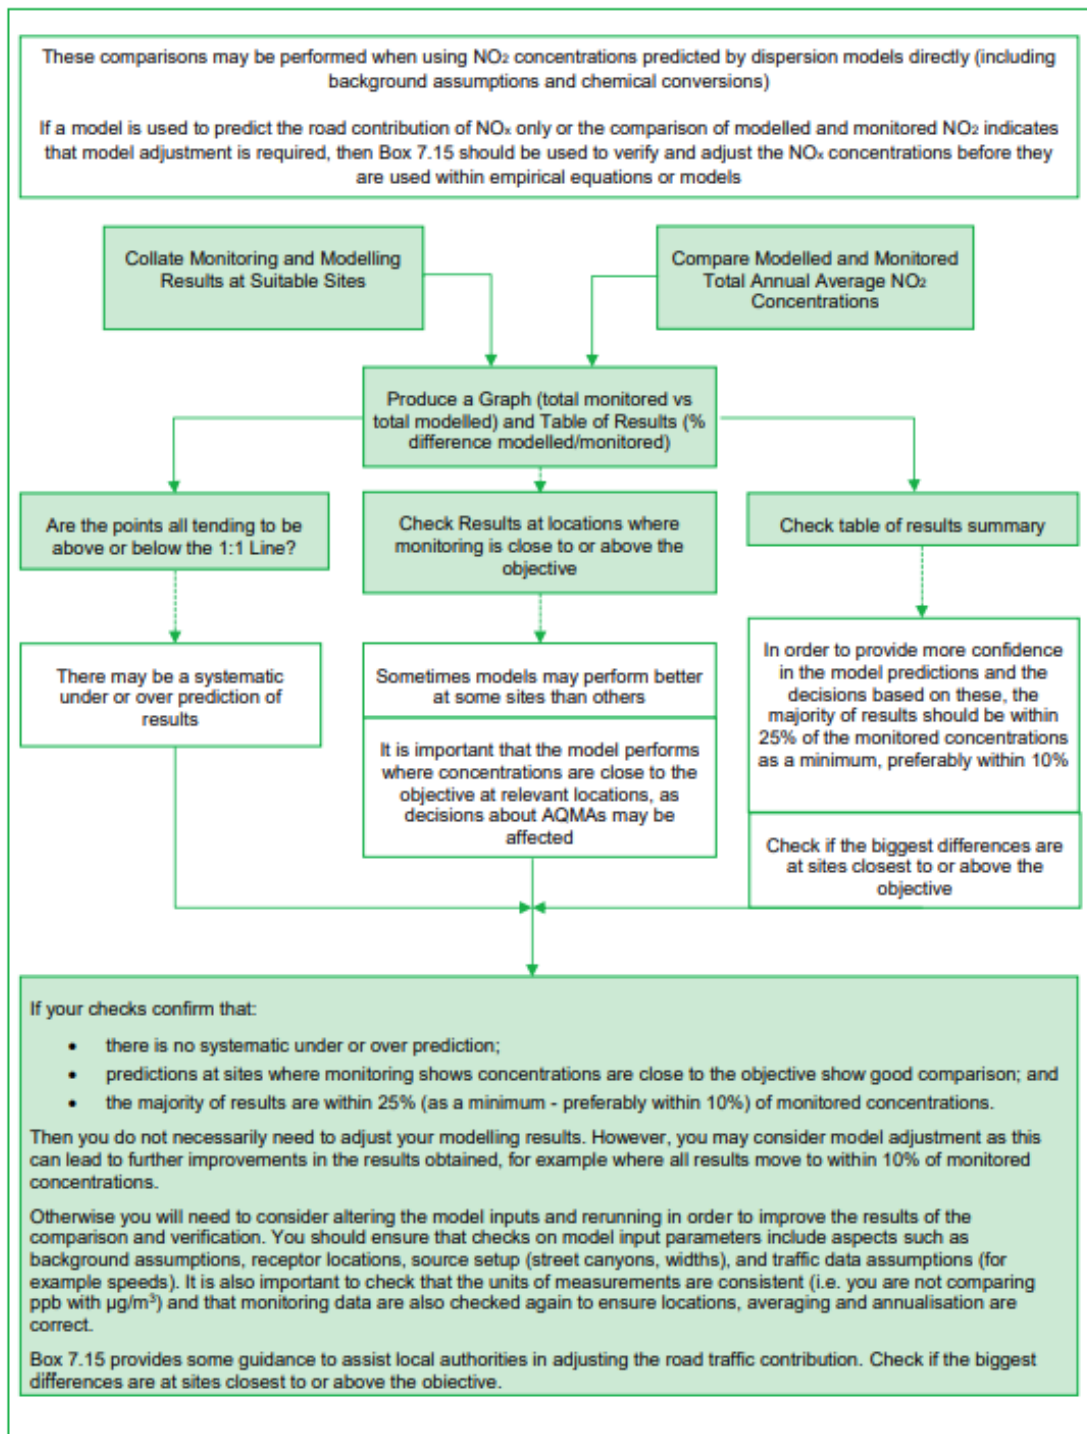 These comparisons may be performed when using NO₂ concentrations predicted by dispersion models directly (including
background assumptions and chemical conversions)
If a model is used to predict the road contribution of NOₓ only or the comparison of modelled and monitored NO₂ indicates
that model adjustment is required, then Box 7.15 should be used to verify and adjust the NOₓ concentrations before they
are used within empirical equations or models
Collate Monitoring and Modelling
Results at Suitable Sites
Compare Modelled and Monitored
Total Annual Average NO₂
Concentrations
Produce a Graph (total monitored vs
total modelled) and Table of Results (%
difference modelled/monitored)
Are the points all tending to be
above or below the 1:1 Line?
Check Results at locations where
monitoring is close to or above the
objective
Check table of results summary
There may be a systematic
under or over prediction of
results
Sometimes models may perform better
at some sites than others
It is important that the model performs
where concentrations are close to the
objective at relevant locations, as
decisions about AQMAs may be
affected
In order to provide more confidence
in the model predictions and the
decisions based on these, the
majority of results should be within
25% of the monitored concentrations
as a minimum, preferably within 10%
Check if the biggest differences are
at sites closest to or above the
objective
If your checks confirm that:
• there is no systematic under or over prediction;
• predictions at sites where monitoring shows concentrations are close to the objective show good comparison; and
• the majority of results are within 25% (as a minimum - preferably within 10%) of monitored concentrations.
Then you do not necessarily need to adjust your modelling results. However, you may consider model adjustment as this
can lead to further improvements in the results obtained, for example where all results move to within 10% of monitored
concentrations.
Otherwise you will need to consider altering the model inputs and rerunning in order to improve the results of the
comparison and verification. You should ensure that checks on model input parameters include aspects such as
background assumptions, receptor locations, source setup (street canyons, widths), and traffic data assumptions (for
example speeds). It is also important to check that the units of measurements are consistent (i.e. you are not comparing
ppb with µg/m³) and that monitoring data are also checked again to ensure locations, averaging and annualisation are
correct.
Box 7.15 provides some guidance to assist local authorities in adjusting the road traffic contribution. Check if the biggest
differences are at sites closest to or above the objective.